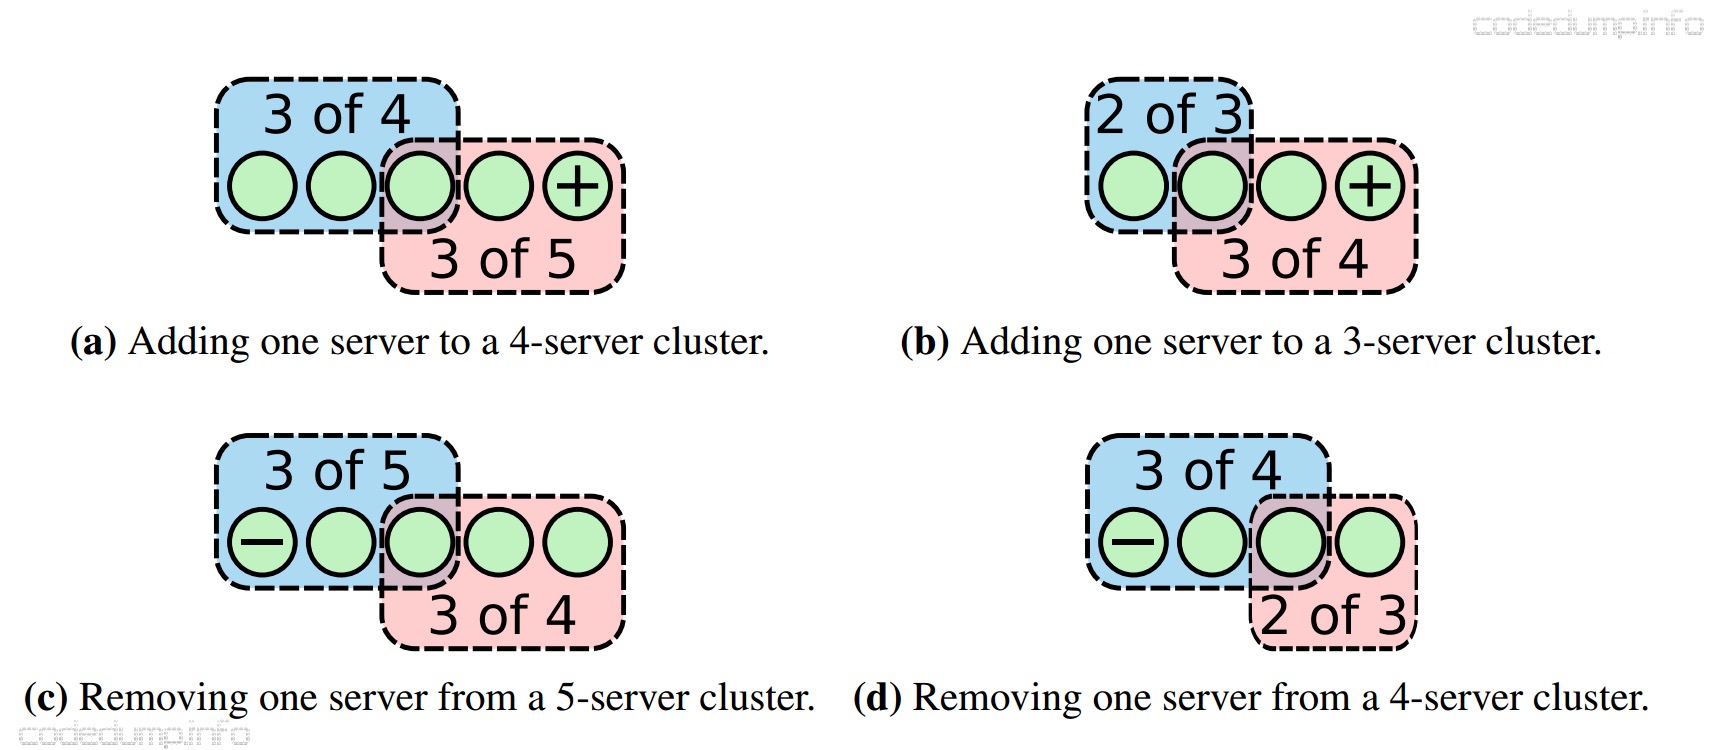 codedump.info
3 of 4
+
3 of 5
(a) Adding one server to a 4-server cluster.
2 of 3
+
3 of 4
(b) Adding one server to a 3-server cluster.
3 of 5
−
3 of 4
(c) Removing one server from a 5-server cluster.
3 of 4
−
2 of 3
(d) Removing one server from a 4-server cluster.
codedump.info